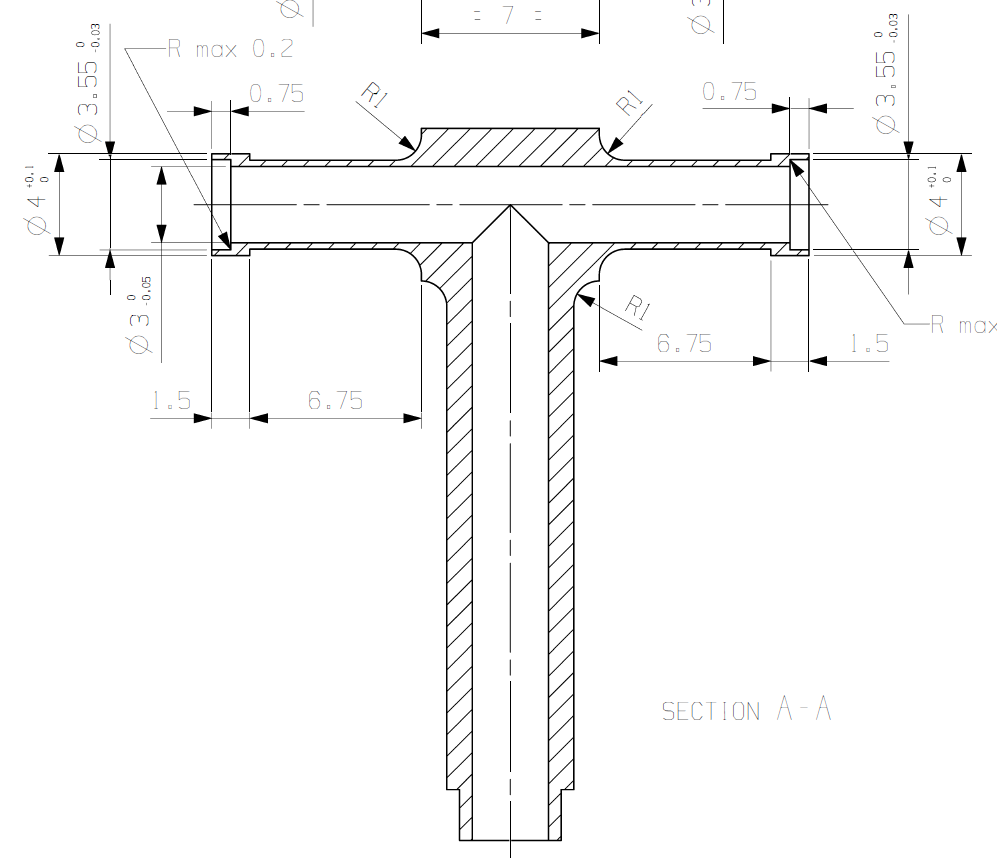 = 7 =
R max 0.2
Ø 3.55 0 -0.03
Ø 3.55 0 -0.03
0.75
0.75
R1
R1
Ø 4 +0.1 0
Ø 4 +0.1 0
Ø 3 0 -0.05
R1
R max
6.75
1.5
1.5
6.75
SECTION A-A